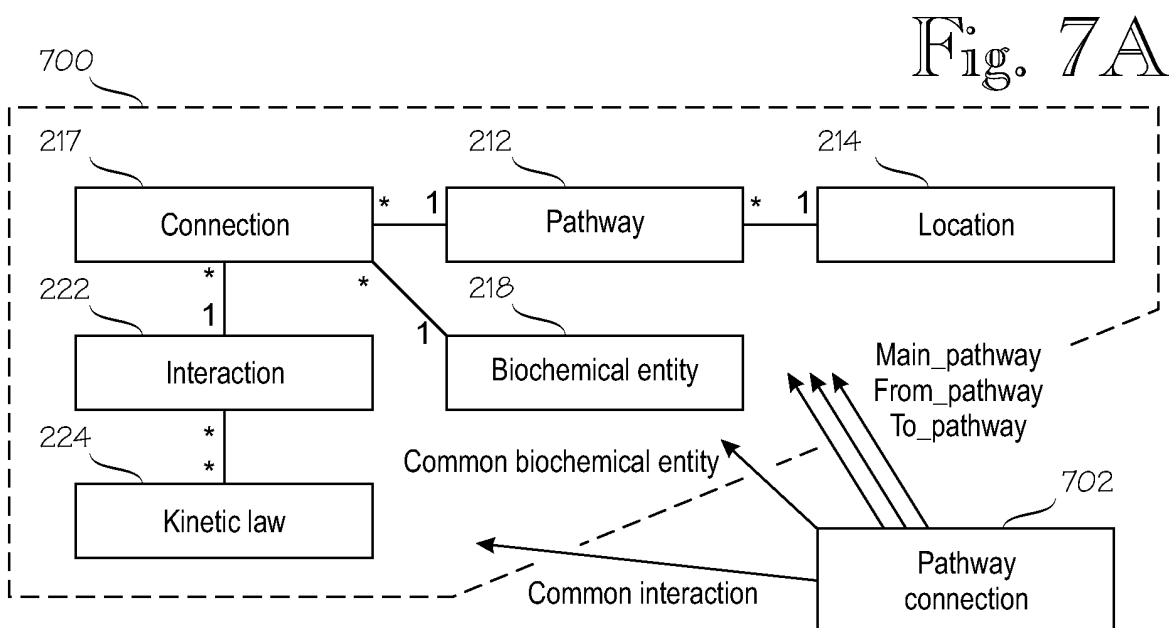 Fig. 7A
700
217
212
214
Connection
* 1
Pathway
* 1
Location
*
1
*
1
222
218
Interaction
Biochemical entity
Main_pathway
From_pathway
To_pathway
*
*
224
Kinetic law
Common biochemical entity
702
Pathway
connection
Common interaction